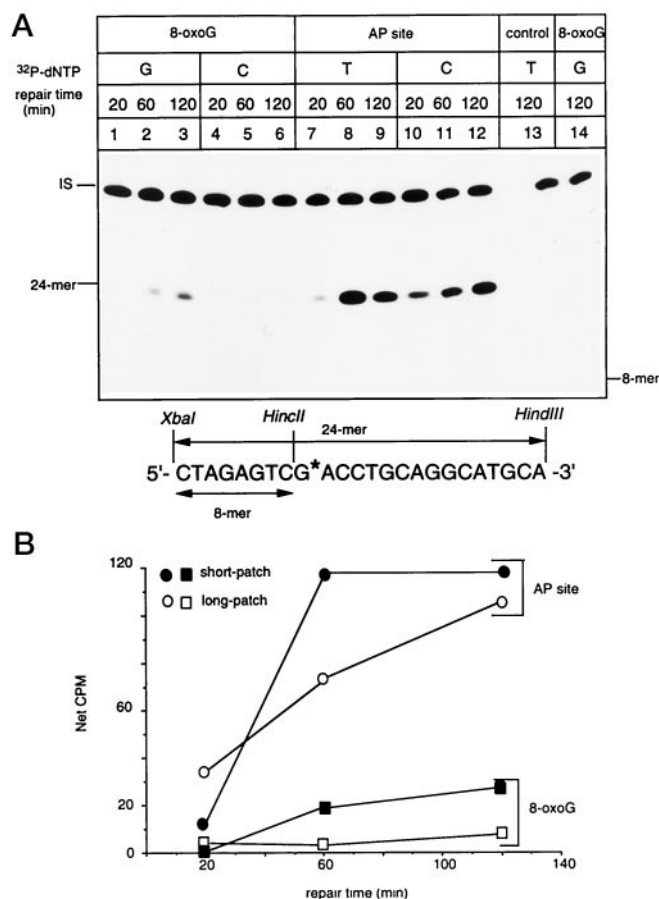 A
8-oxoG AP site control 8-oxoG
32P-dNTP G C T C T G
repair time (min) 20 60 120 20 60 120 20 60 120 20 60 120 120 120
1 2 3 4 5 6 7 8 9 10 11 12 13 14
IS
24-mer
8-mer
XbaI HincII HindIII
24-mer
5'- CTAGAGTCG*ACCTGCAGGCATGCA -3'
8-mer
B
120
short-patch
AP site
long-patch
Net CPM
60
20
8-oxoG
0
20 60 100 140
repair time (min)